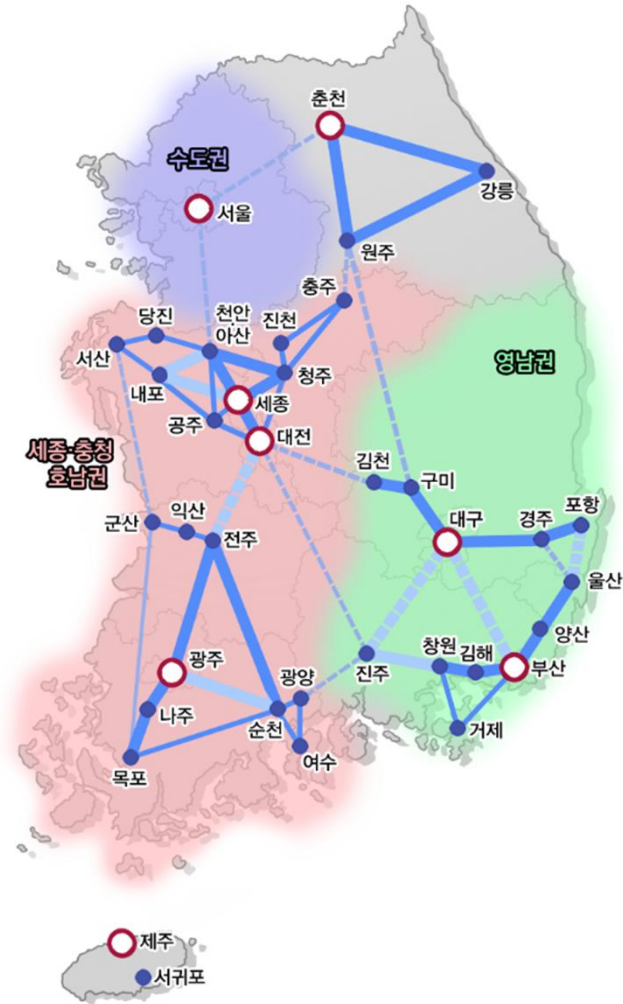 춘천
수도권
강릉
서울
원주
충주
당진
천안
아산
진천
서산
영남권
내포
청주
세종
공주
대전
세종·충청
호남권
김천
구미
군산
익산
전주
대구
경주
포항
울산
양산
광주
광양
진주
창원
김해
부산
나주
순천
거제
목포
여수
제주
서귀포